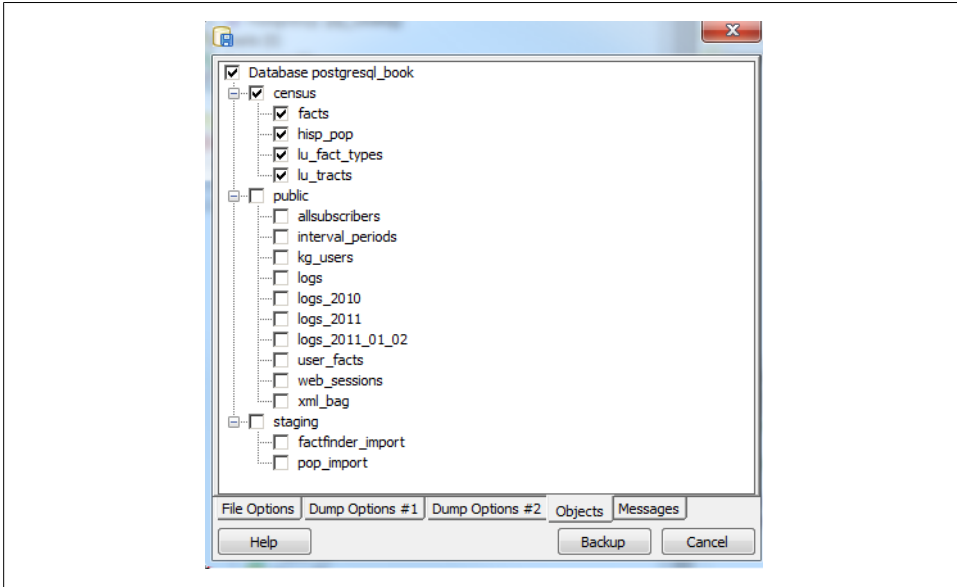 Database postgresql_book
census
facts
hisp_pop
lu_fact_types
lu_tracts
public
allsubscribers
interval_periods
kg_users
logs
logs_2010
logs_2011
logs_2011_01_02
user_facts
web_sessions
xml_bag
staging
factfinder_import
pop_import
File Options Dump Options #1 Dump Options #2 Objects Messages
Help Backup Cancel